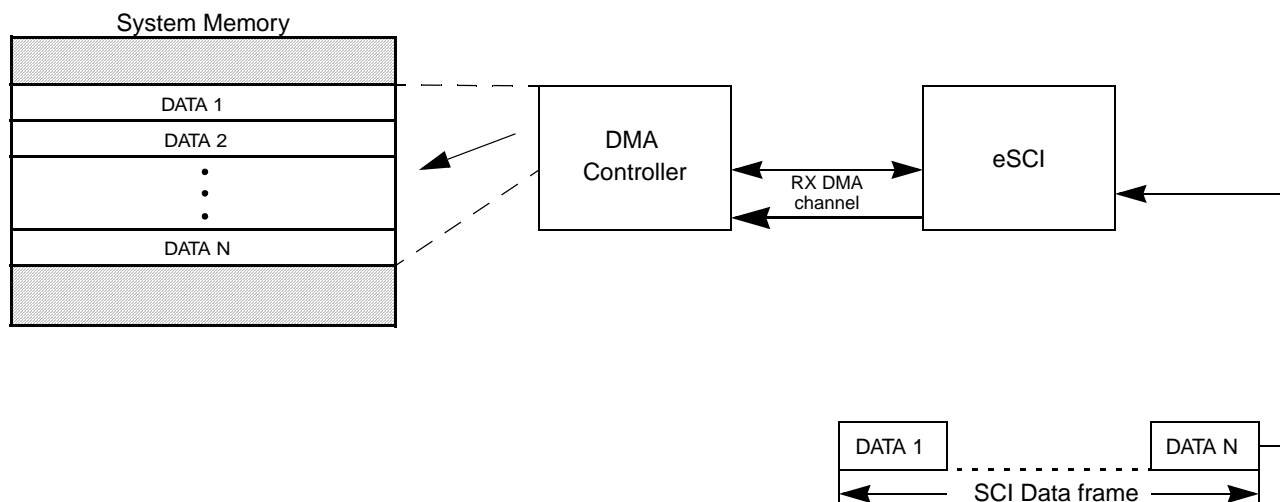 System Memory
DATA 1
DATA 2
DATA N
DMA
Controller
RX DMA
channel
eSCI
DATA 1
DATA N
SCI Data frame